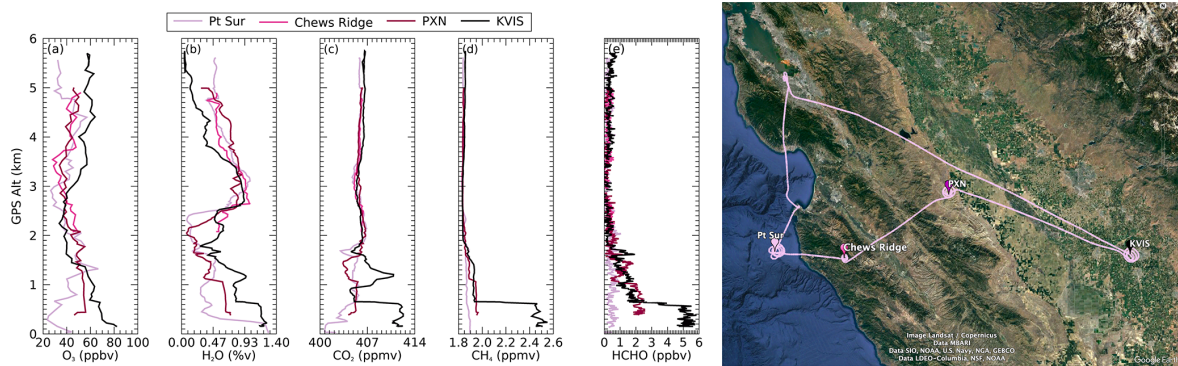 Pt Sur Chews Ridge PXN KVIS
(a) (b) (c) (d) (e)
6
5
4
3
2
1
0
GPS Alt (km)
20 40 60 80 100
O₃ (ppbv)
0.00 0.47 0.93 1.40
H₂O (%v)
400 407 414
CO₂ (ppmv)
1.8 2.0 2.2 2.4 2.6
CH₄ (ppmv)
0 1 2 3 4 5 6
HCHO (ppbv)
PXN
Pt Sur
Chews Ridge
KVIS
Image Landsat / Copernicus
Data MBARI
Data SIO, NOAA, U.S. Navy, NGA, GEBCO
Data LDEO-Columbia, NSF, NOAA
Google Earth